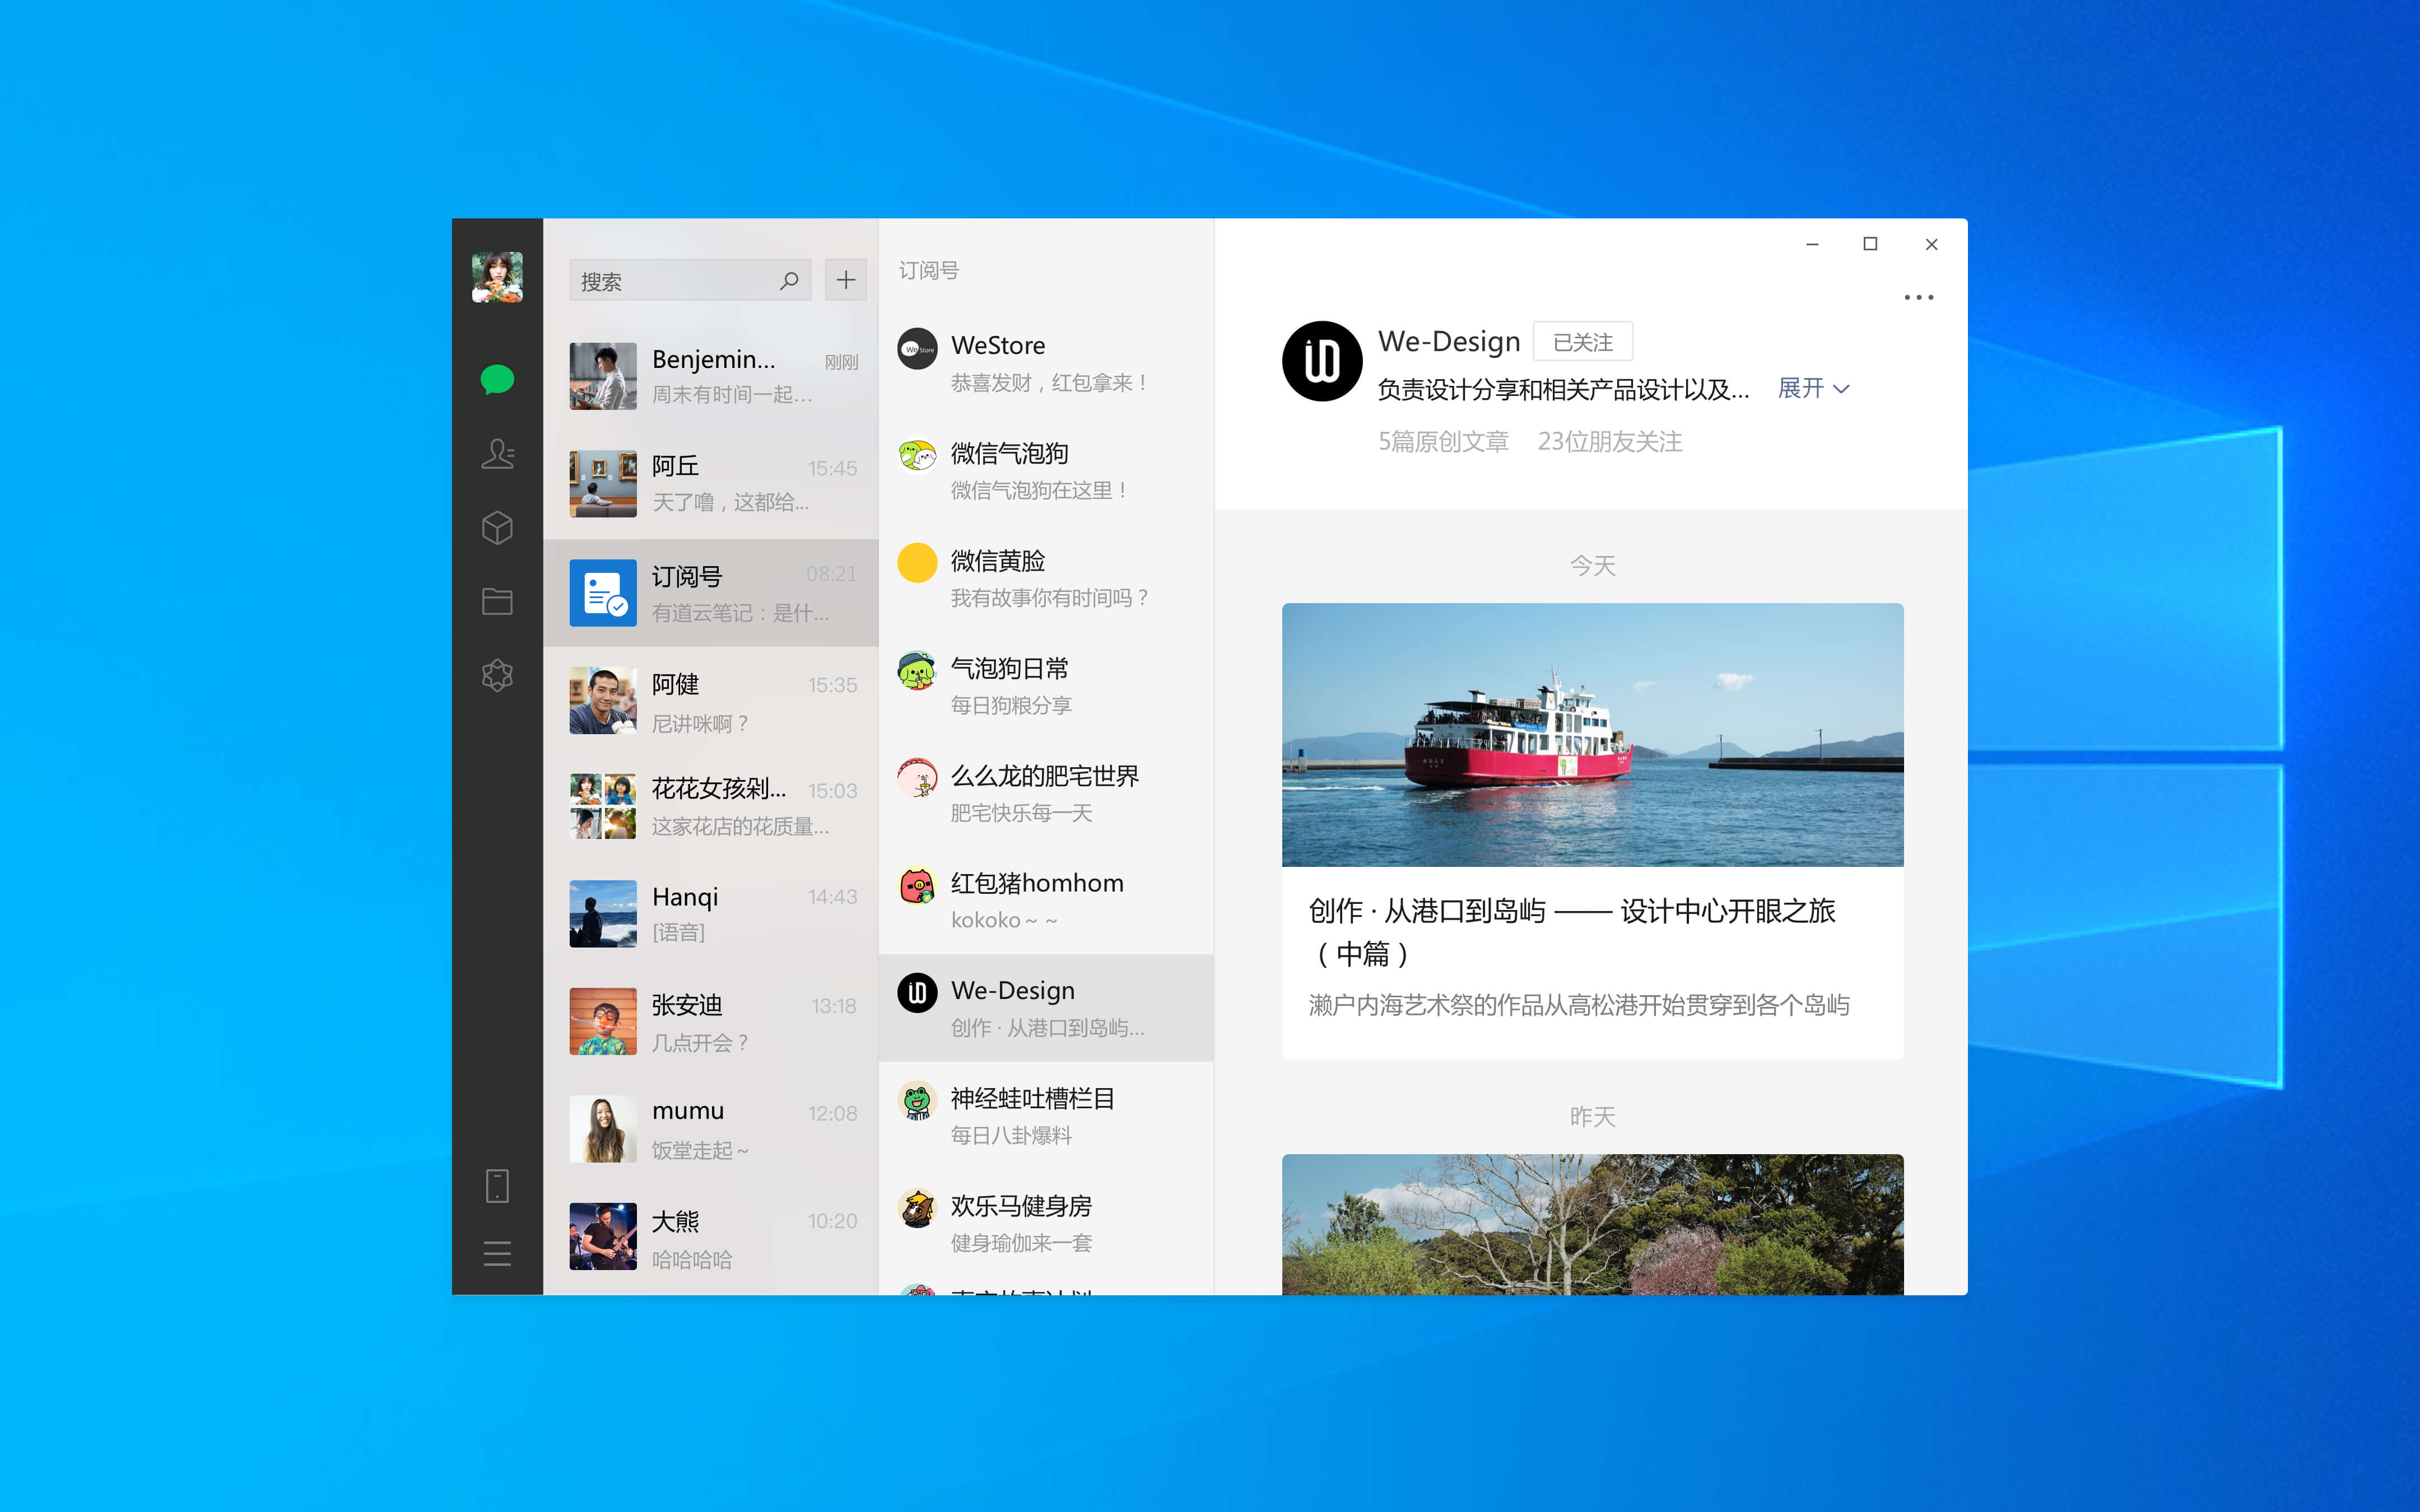 搜索
Benjemin...
刚刚
周末有时间一起...
阿丘
15:45
天了噜，这都给...
订阅号
08:21
有道云笔记：是什...
阿健
15:35
尼讲咪啊？
花花女孩剁...
15:03
这家花店的花质量...
Hanqi
14:43
[语音]
张安迪
13:18
几点开会？
mumu
12:08
饭堂走起～
大熊
10:20
哈哈哈哈
订阅号
WeStore
恭喜发财，红包拿来！
微信气泡狗
微信气泡狗在这里！
微信黄脸
我有故事你有时间吗？
气泡狗日常
每日狗粮分享
么么龙的肥宅世界
肥宅快乐每一天
红包猪homhom
kokoko～～
We-Design
创作 · 从港口到岛屿...
神经蛙吐槽栏目
每日八卦爆料
欢乐马健身房
健身瑜伽来一套
We-Design
已关注
负责设计分享和相关产品设计以及...
展开
5篇原创文章
23位朋友关注
今天
创作 · 从港口到岛屿 —— 设计中心开眼之旅
（中篇）
濑户内海艺术祭的作品从高松港开始贯穿到各个岛屿
昨天